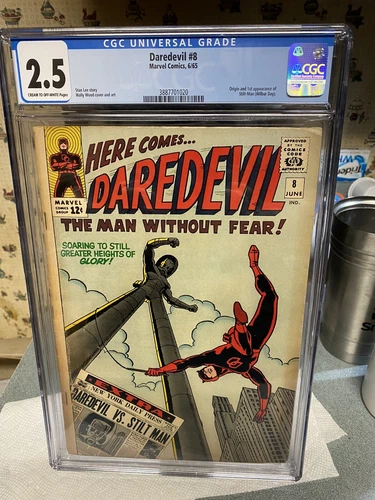 CGC UNIVERSAL GRADE
2.5
CREAM TO OFF-WHITE Pages
Daredevil #8
Marvel Comics, 6/65
Stan Lee story
Wally Wood cover and art
Origin and 1st appearance of
Stilt-Man (Wilbur Day)
3887701020
CGC
HERE COMES...
DAREDEVIL
THE MAN WITHOUT FEAR!
MARVEL
COMICS
GROUP
12¢
APPROVED
BY THE
COMICS
CODE
AUTHORITY
8
JUNE
IND.
SOARING TO STILL
GREATER HEIGHTS OF
GLORY!
EXTRA
NEW YORK DAILY PRESS
DAREDEVIL VS. STILT MAN